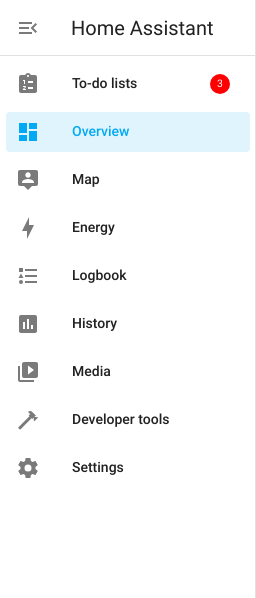 Home Assistant
To-do lists 3
Overview
Map
Energy
Logbook
History
Media
Developer tools
Settings